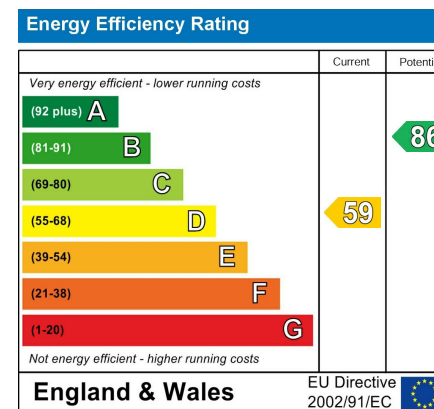 Energy Efficiency Rating
Current Potenti
Very energy efficient - lower running costs
(92 plus) A
(81-91) B
86
(69-80) C
(55-68) D
59
(39-54) E
(21-38) F
(1-20) G
Not energy efficient - higher running costs
England & Wales
EU Directive
2002/91/EC